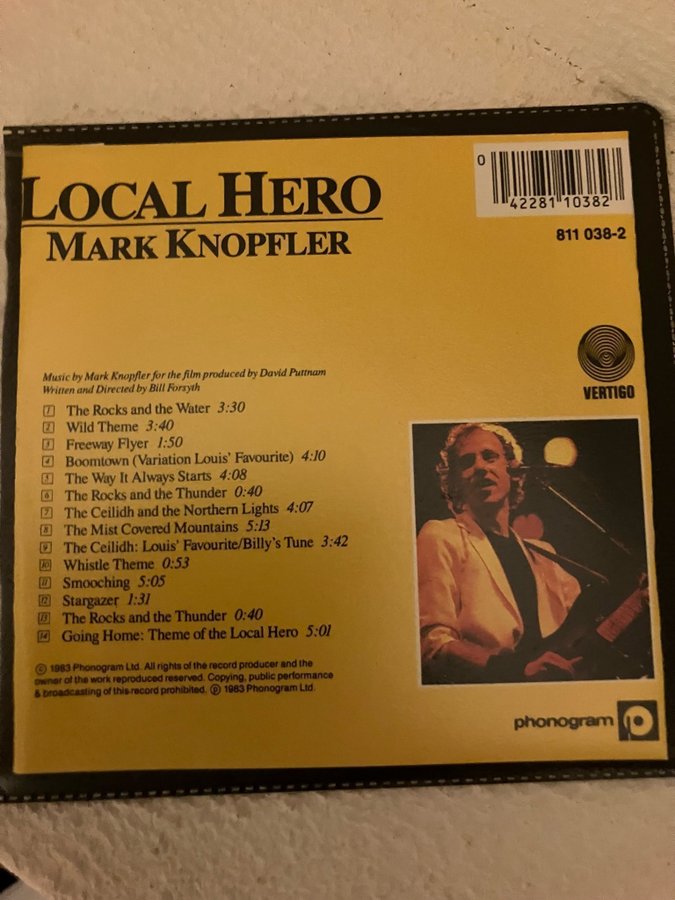 LOCAL HERO
MARK KNOPFLER
0 42281 10382
811 038-2
VERTIGO
Music by Mark Knopfler for the film produced by David Puttnam
Written and Directed by Bill Forsyth
1 The Rocks and the Water 3:30
2 Wild Theme 3:40
3 Freeway Flyer 1:50
4 Boomtown (Variation Louis' Favourite) 4:10
5 The Way It Always Starts 4:08
6 The Rocks and the Thunder 0:40
7 The Ceilidh and the Northern Lights 4:07
8 The Mist Covered Mountains 5:13
9 The Ceilidh: Louis' Favourite/Billy's Tune 3:42
10 Whistle Theme 0:53
11 Smooching 5:05
12 Stargazer 1:31
13 The Rocks and the Thunder 0:40
14 Going Home: Theme of the Local Hero 5:01
© 1983 Phonogram Ltd. All rights of the record producer and the
owner of the work reproduced reserved. Copying, public performance
& broadcasting of this record prohibited. ℗ 1983 Phonogram Ltd.
phonogram p